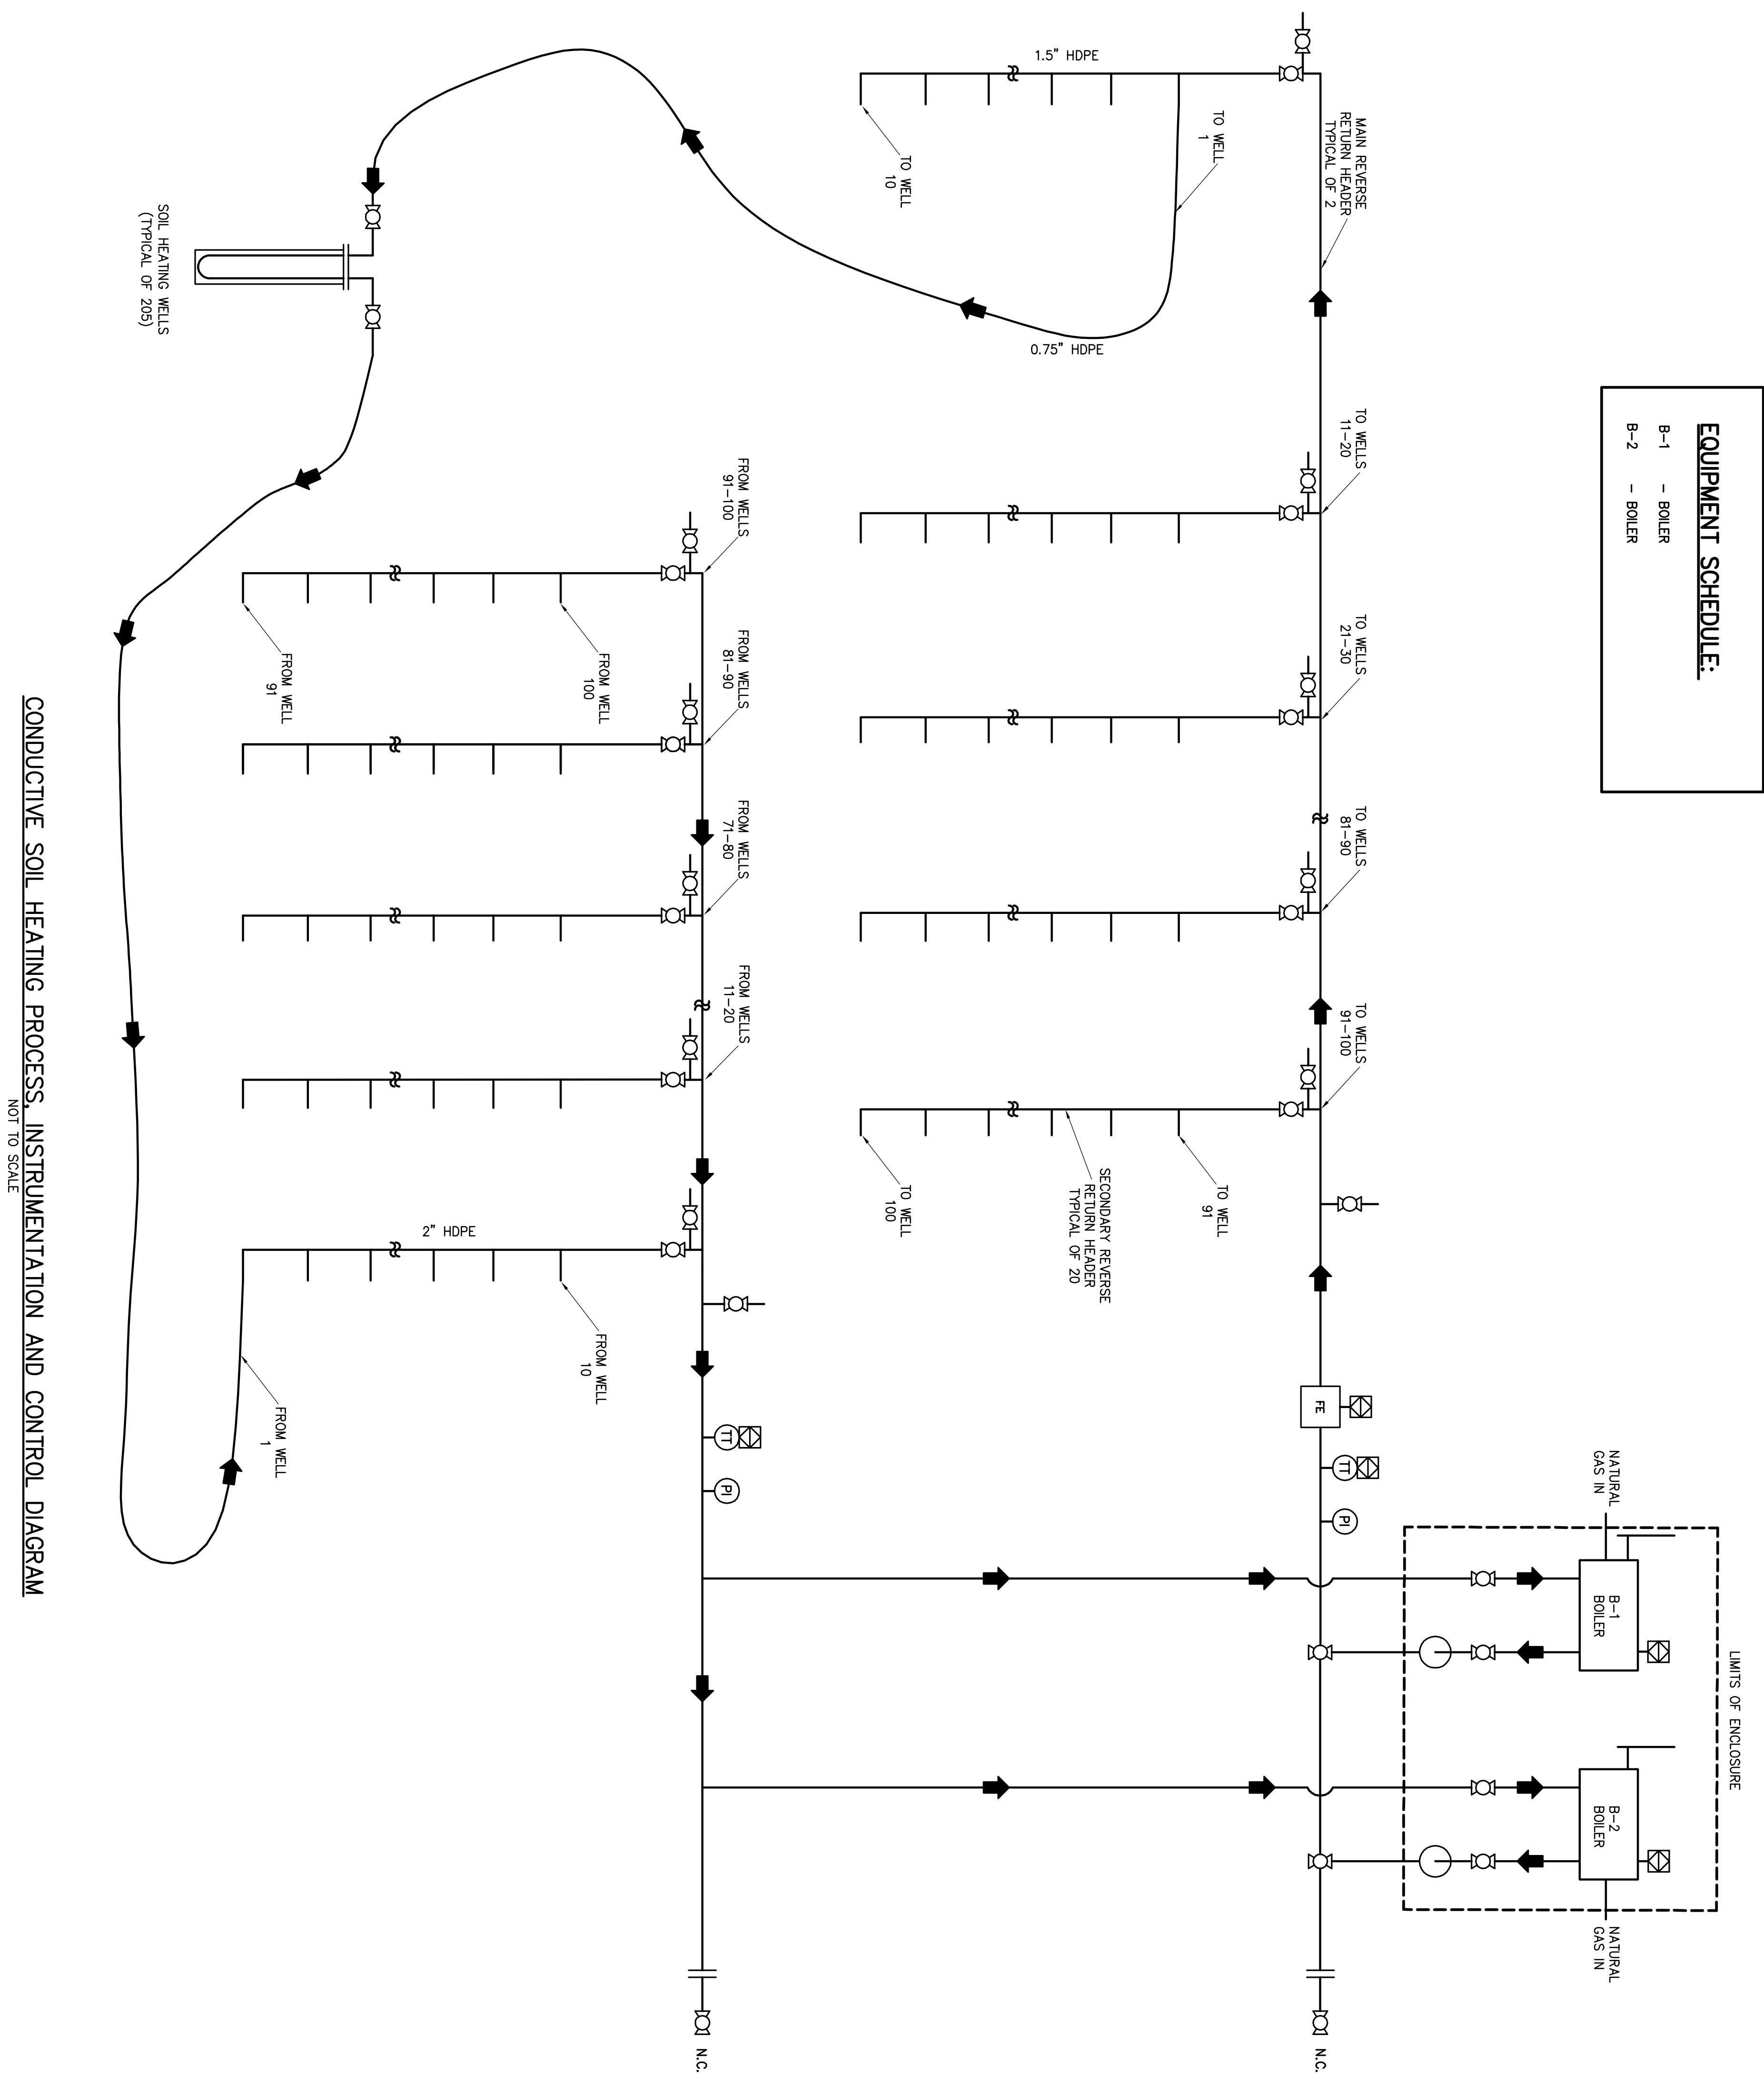 EQUIPMENT SCHEDULE:
B-1 - BOILER
B-2 - BOILER
LIMITS OF ENCLOSURE
NATURAL
GAS IN
B-1
BOILER
B-2
BOILER
NATURAL
GAS IN
MAIN REVERSE
RETURN HEADER
TYPICAL OF 2
TO WELLS
11-20
TO WELLS
21-30
TO WELLS
81-90
TO WELLS
91-100
FE
TT
PI
N.C.
1.5" HDPE
TO WELL
1
TO WELL
10
0.75" HDPE
TO WELL
91
SECONDARY REVERSE
RETURN HEADER
TYPICAL OF 20
TO WELL
100
FROM WELLS
91-100
FROM WELLS
81-90
FROM WELLS
71-80
FROM WELLS
11-20
TT
PI
N.C.
FROM WELL
100
FROM WELL
91
2" HDPE
FROM WELL
10
FROM WELL
1
SOIL HEATING WELLS
(TYPICAL OF 205)
CONDUCTIVE SOIL HEATING PROCESS, INSTRUMENTATION AND CONTROL DIAGRAM
NOT TO SCALE